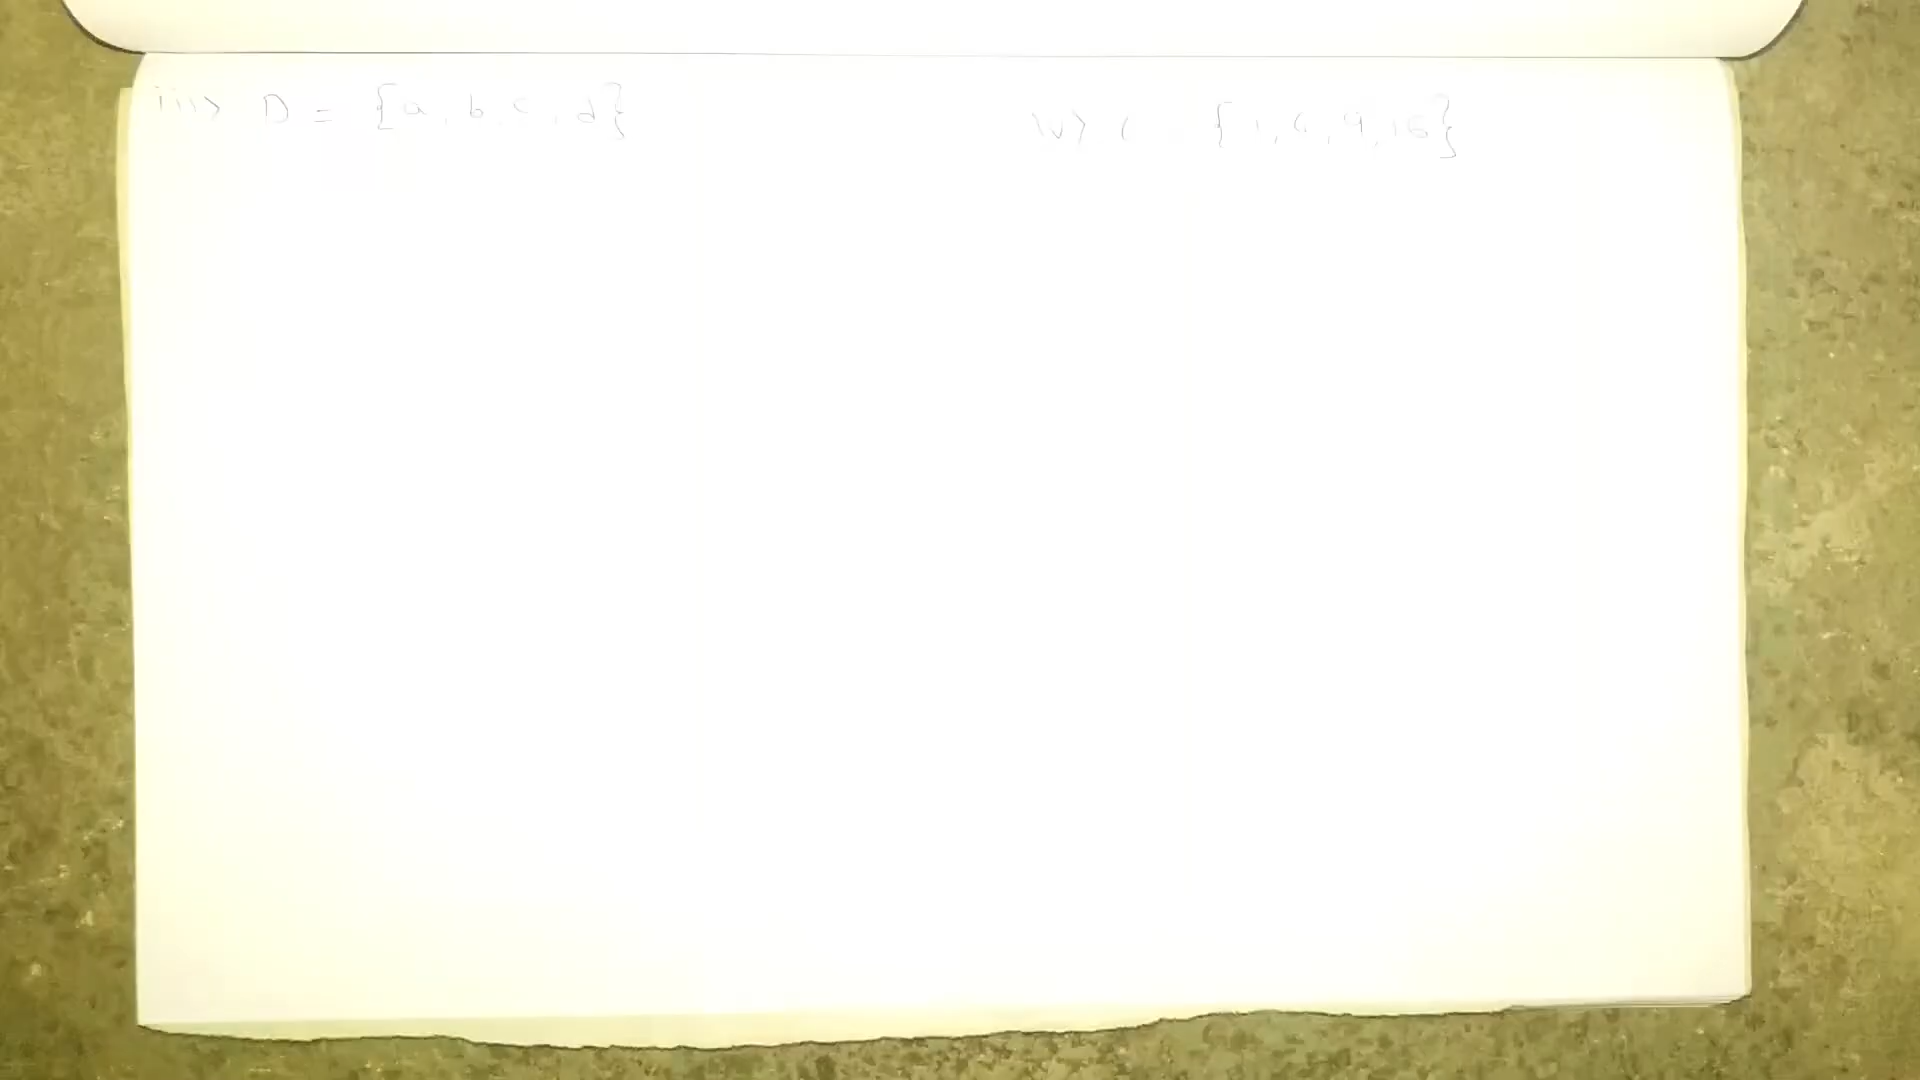 iii> D = {a, b, c, d}
iv> C = {1, 4, 9, 16}